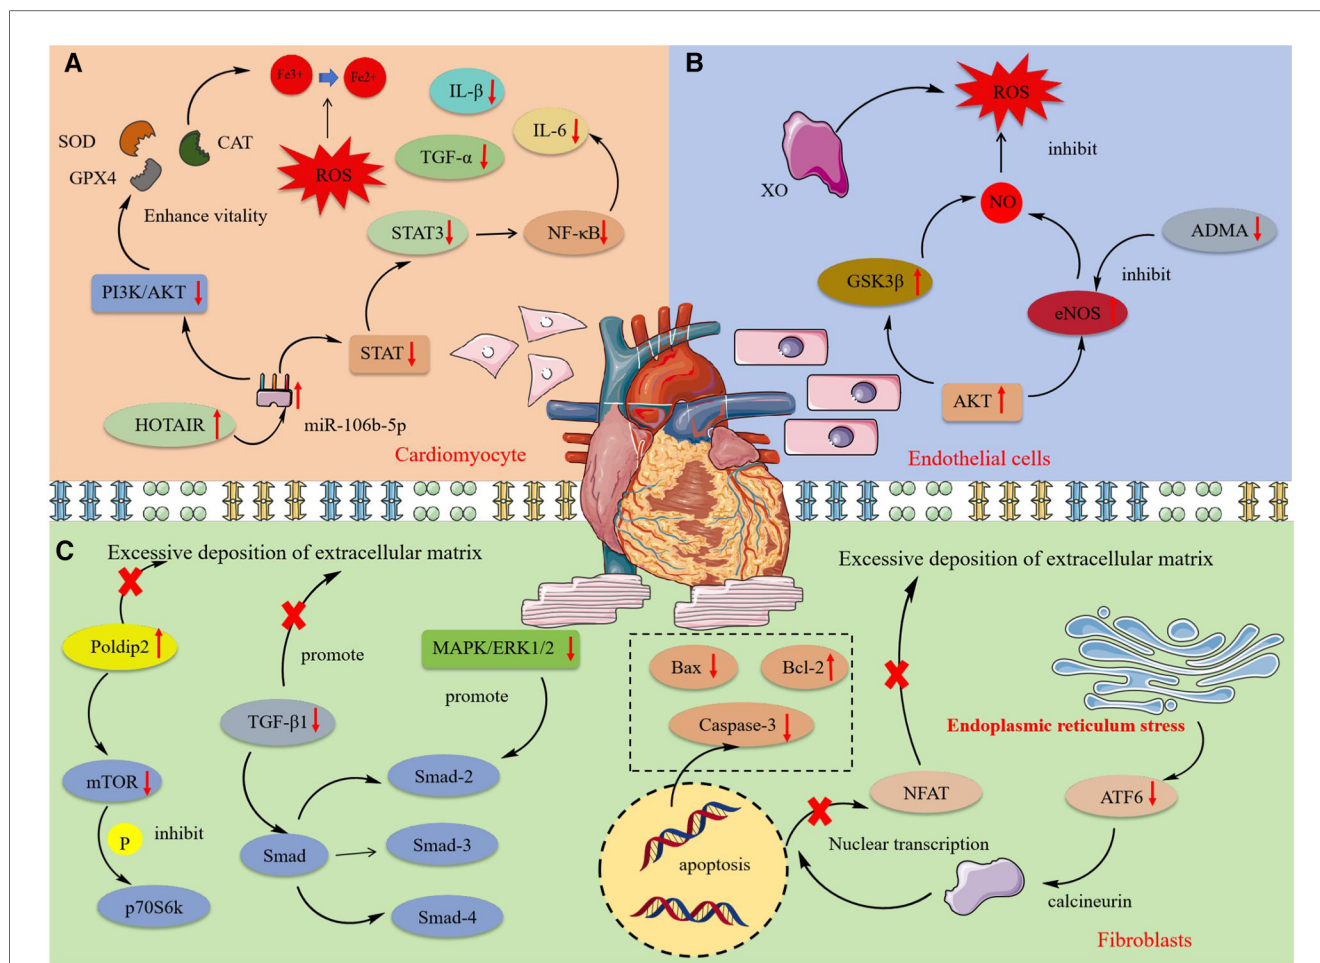 A
Fe3+
Fe2+
IL-β
IL-6
SOD
CAT
TGF-α
GPX4
ROS
Enhance vitality
STAT3
NF-κB
PI3K/AKT
STAT
HOTAIR
miR-106b-5p
Cardiomyocyte
B
ROS
inhibit
XO
NO
ADMA
GSK3β
inhibit
eNOS
AKT
Endothelial cells
C
Excessive deposition of extracellular matrix
Poldip2
promote
MAPK/ERK1/2
promote
TGF-β1
mTOR
Smad-2
P
inhibit
Smad
Smad-3
p70S6k
Smad-4
Excessive deposition of extracellular matrix
Bax
Bcl-2
Caspase-3
Endoplasmic reticulum stress
NFAT
ATF6
Nuclear transcription
apoptosis
calcineurin
Fibroblasts